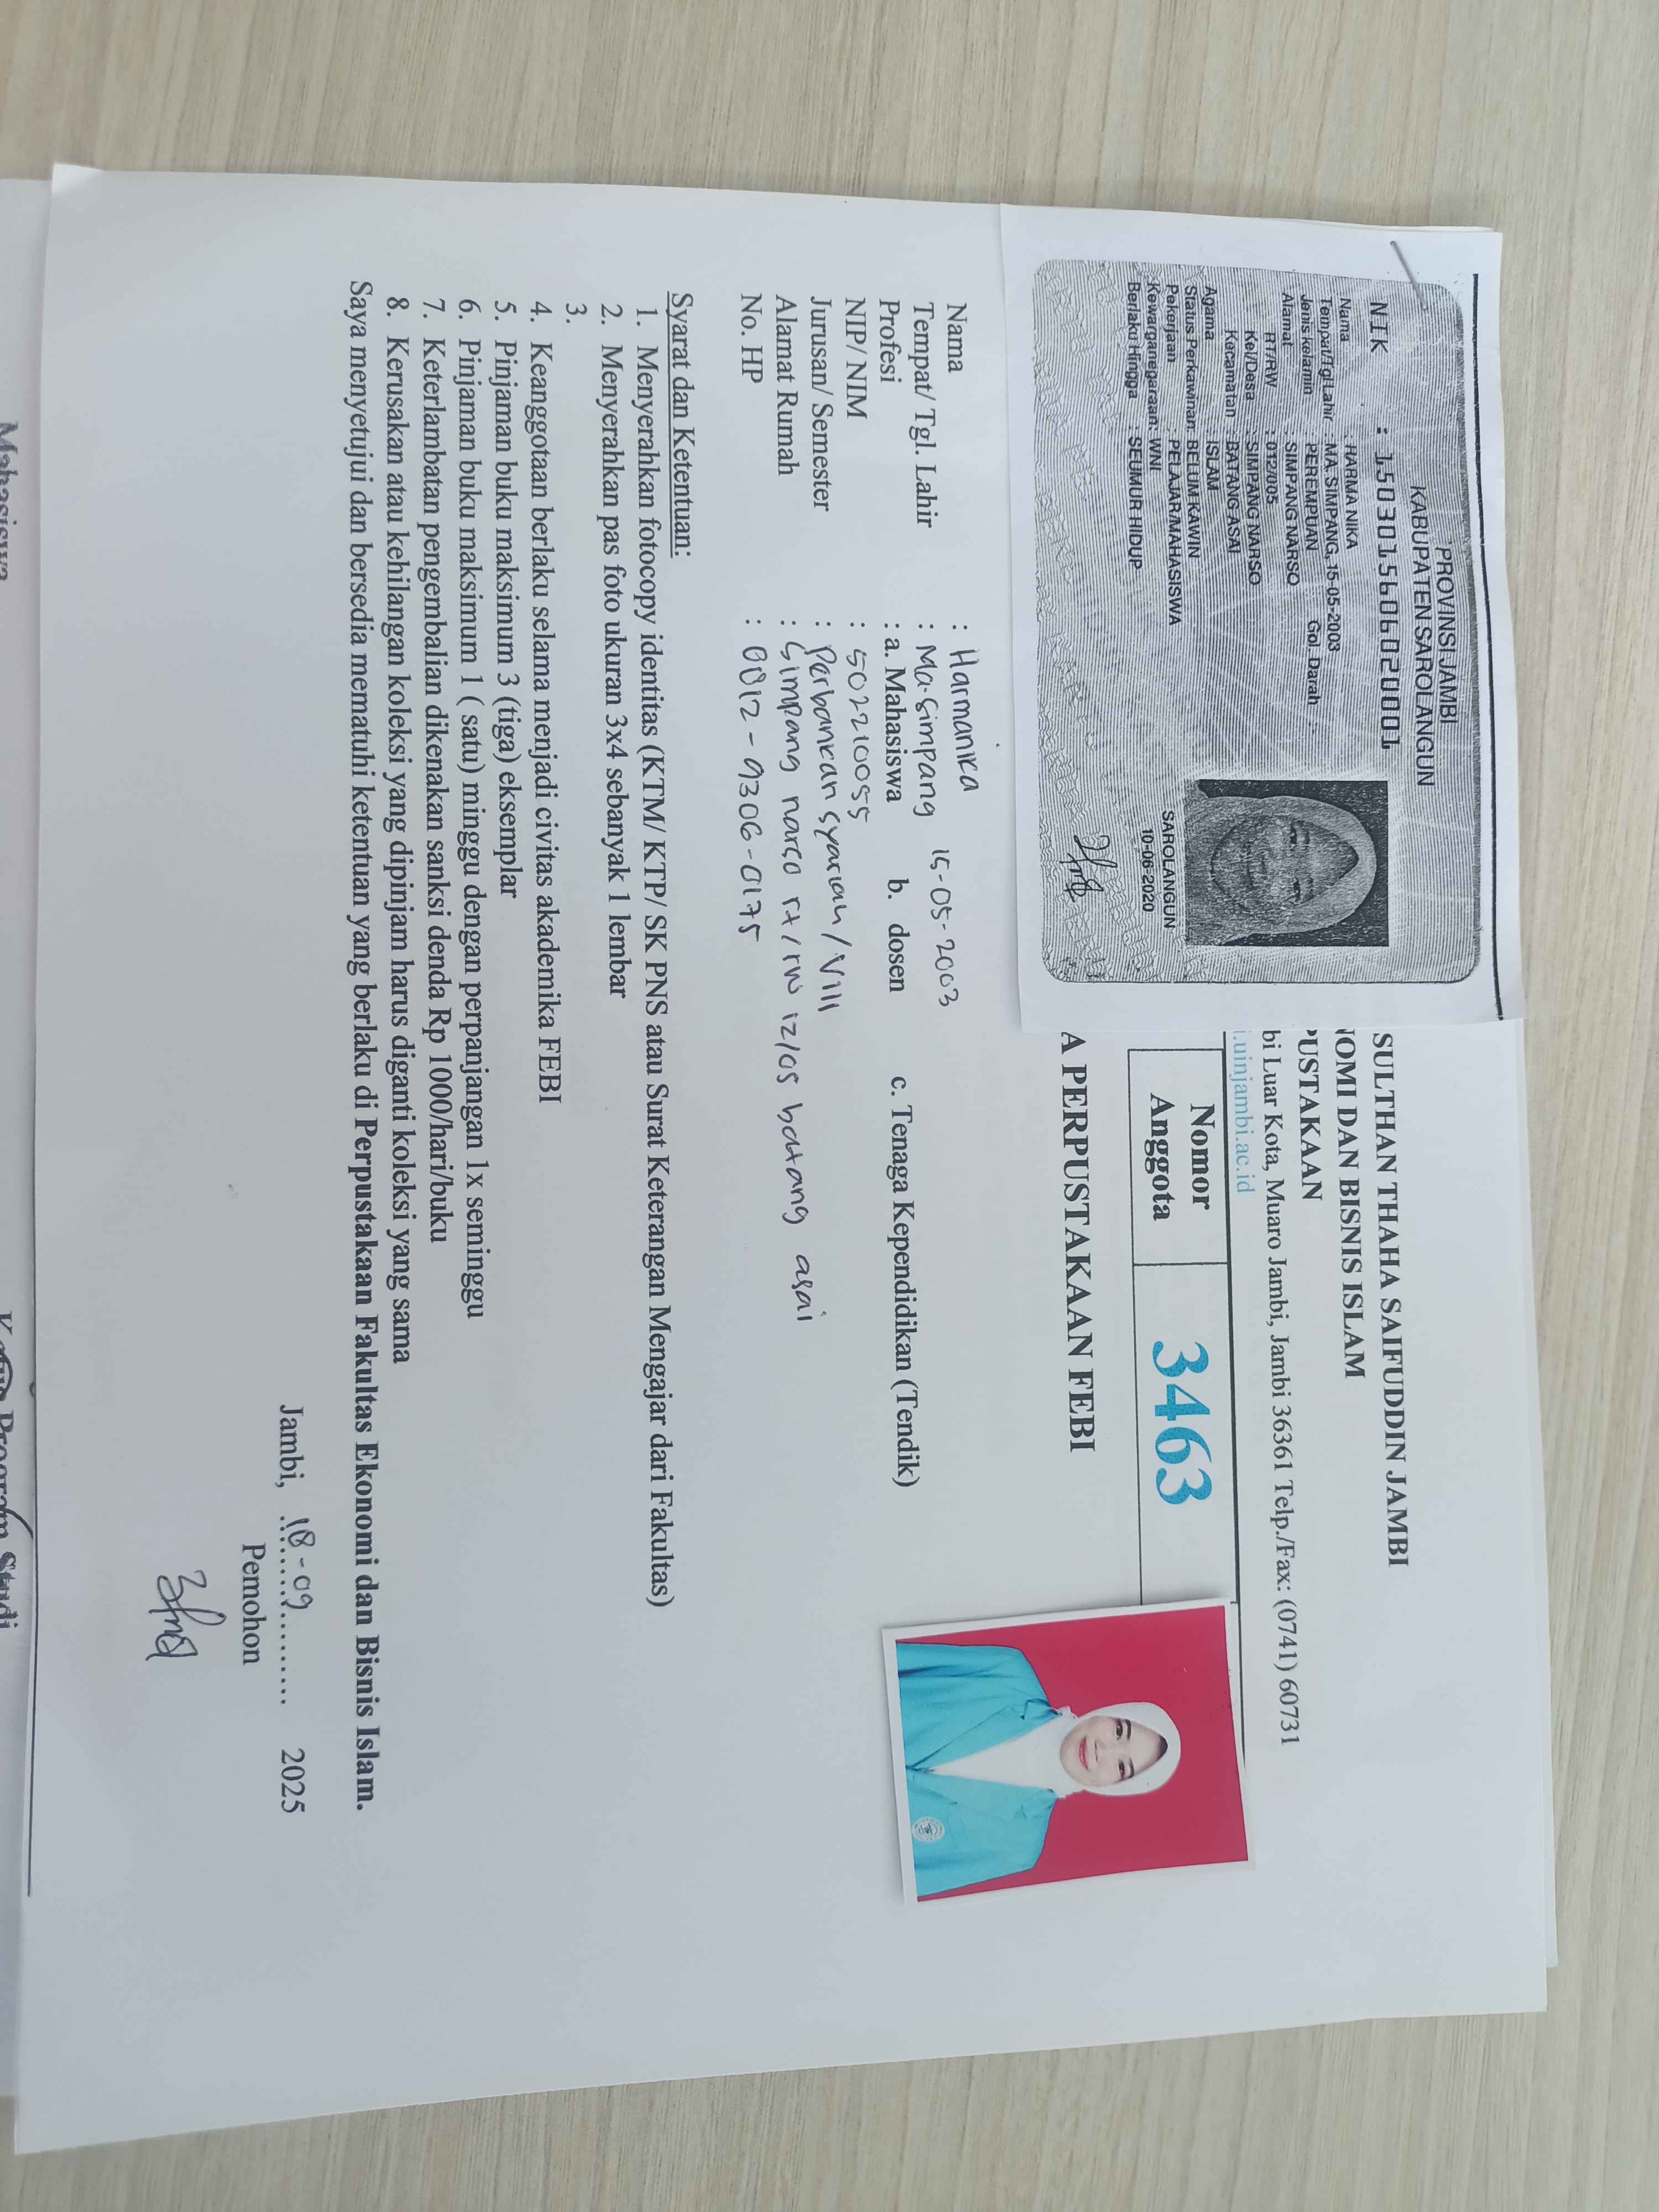 PROVINSI JAMBI
KABUPATEN SAROLANGUN
NIK : 1503015606020001
Nama : HARMA NIKA
Tempat/Tgl Lahir : MA. SIMPANG, 15-05-2003
Jenis kelamin : PEREMPUAN Gol. Darah : -
Alamat : SIMPANG NARSO
RT/RW : 012/005
Kel/Desa : SIMPANG NARSO
Kecamatan : BATANG ASAI
Agama : ISLAM
Status Perkawinan: BELUM KAWIN
Pekerjaan : PELAJAR/MAHASISWA
Kewarganegaraan: WNI
Berlaku Hingga : SEUMUR HIDUP
SAROLANGUN
10-06-2020
SULTHAN THAHA SAIFUDDIN JAMBI
NOMI DAN BISNIS ISLAM
PUSTAKAAN
bi Luar Kota, Muaro Jambi, Jambi 36361 Telp./Fax: (0741) 60731
i.uinjambi.ac.id
Nomor Anggota 3463
A PERPUSTAKAAN FEBI
Nama : Harmanika
Tempat/ Tgl. Lahir : Ma-Simpang 15-05-2003
Profesi : a. Mahasiswa b. dosen c. Tenaga Kependidikan (Tendik)
NIP/ NIM : 502210055
Jurusan/ Semester : Perbankan syariah/VIII
Alamat Rumah : Simpang narso rt/rw 12/05 batang asai
No. HP : 0812-9306-0175
Syarat dan Ketentuan:
1. Menyerahkan fotocopy identitas (KTM/ KTP/ SK PNS atau Surat Keterangan Mengajar dari Fakultas)
2. Menyerahkan pas foto ukuran 3x4 sebanyak 1 lembar
3.
4. Keanggotaan berlaku selama menjadi civitas akademika FEBI
5. Pinjaman buku maksimum 3 (tiga) eksemplar
6. Pinjaman buku maksimum 1 ( satu) minggu dengan perpanjangan 1x seminggu
7. Keterlambatan pengembalian dikenakan sanksi denda Rp 1000/hari/buku
8. Kerusakan atau kehilangan koleksi yang dipinjam harus diganti koleksi yang sama
Saya menyetujui dan bersedia mematuhi ketentuan yang berlaku di Perpustakaan Fakultas Ekonomi dan Bisnis Islam.
Jambi, 18-09 2025
Pemohon
Mahasiswa Ketua Program Studi